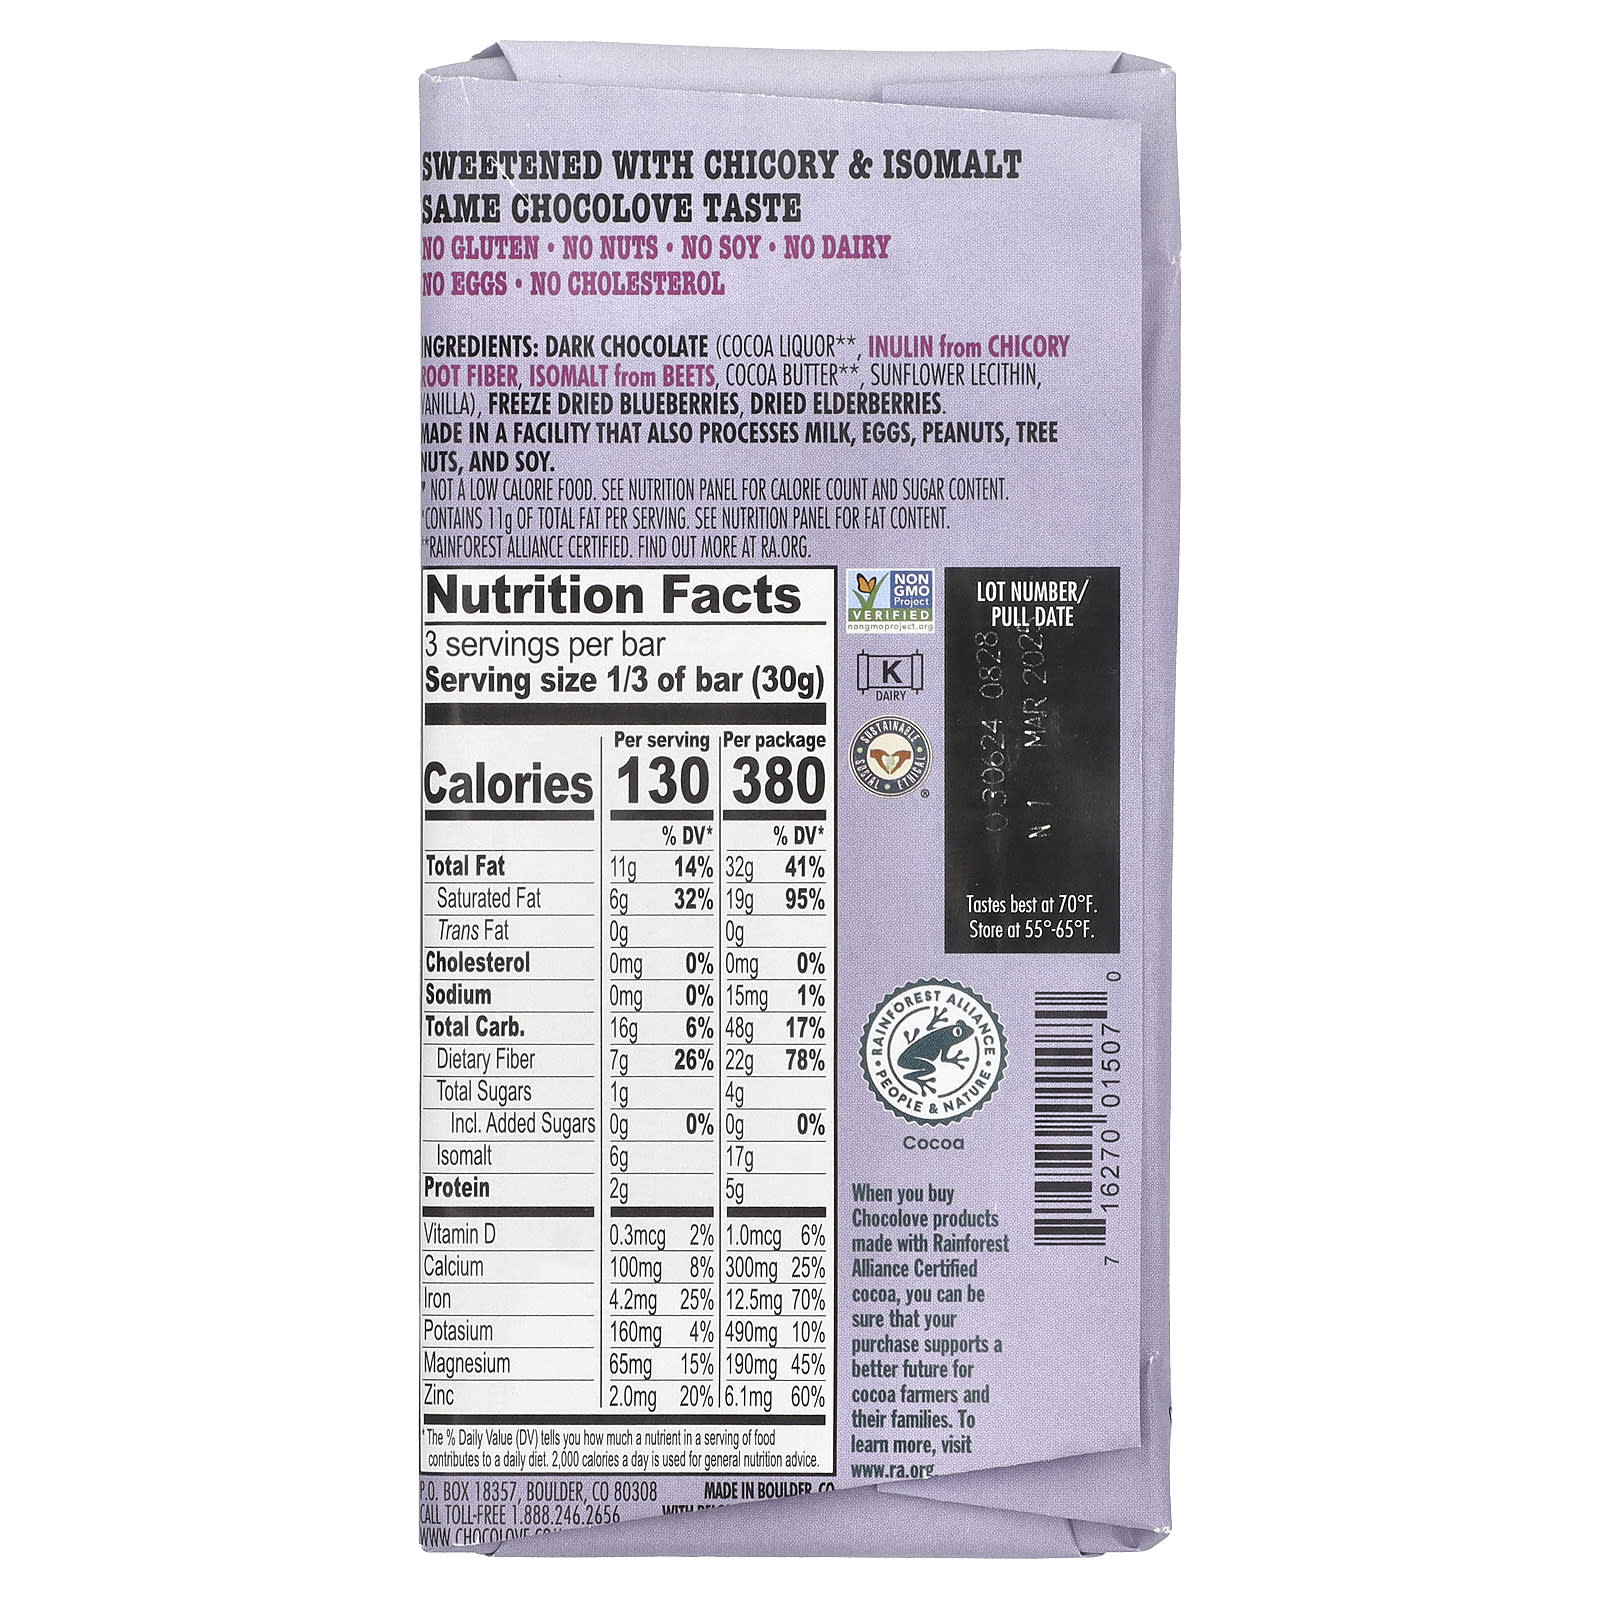 SWEETENED WITH CHICORY & ISOMALT
SAME CHOCOLOVE TASTE
NO GLUTEN • NO NUTS • NO SOY • NO DAIRY
NO EGGS • NO CHOLESTEROL
INGREDIENTS: DARK CHOCOLATE (COCOA LIQUOR**, INULIN from CHICORY
ROOT FIBER, ISOMALT from BEETS, COCOA BUTTER**, SUNFLOWER LECITHIN,
VANILLA), FREEZE DRIED BLUEBERRIES, DRIED ELDERBERRIES.
MADE IN A FACILITY THAT ALSO PROCESSES MILK, EGGS, PEANUTS, TREE
NUTS, AND SOY.
♥ NOT A LOW CALORIE FOOD. SEE NUTRITION PANEL FOR CALORIE COUNT AND SUGAR CONTENT.
*CONTAINS 11g OF TOTAL FAT PER SERVING. SEE NUTRITION PANEL FOR FAT CONTENT.
**RAINFOREST ALLIANCE CERTIFIED. FIND OUT MORE AT RA.ORG.
Nutrition Facts
3 servings per bar
Serving size 1/3 of bar (30g)
Per serving Per package
Calories 130 380
% DV* % DV*
Total Fat 11g 14% 32g 41%
Saturated Fat 6g 32% 19g 95%
Trans Fat 0g 0g
Cholesterol 0mg 0% 0mg 0%
Sodium 0mg 0% 15mg 1%
Total Carb. 16g 6% 48g 17%
Dietary Fiber 7g 26% 22g 78%
Total Sugars 1g 4g
Incl. Added Sugars 0g 0% 0g 0%
Isomalt 6g 17g
Protein 2g 5g
Vitamin D 0.3mcg 2% 1.0mcg 6%
Calcium 100mg 8% 300mg 25%
Iron 4.2mg 25% 12.5mg 70%
Potasium 160mg 4% 490mg 10%
Magnesium 65mg 15% 190mg 45%
Zinc 2.0mg 20% 6.1mg 60%
*The % Daily Value (DV) tells you how much a nutrient in a serving of food
contributes to a daily diet. 2,000 calories a day is used for general nutrition advice.
P.O. BOX 18357, BOULDER, CO 80308
CALL TOLL-FREE 1.888.246.2656
WWW.CHOCOLOVE.COM
MADE IN BOULDER, CO
WITH
NON
GMO
Project
VERIFIED
nongmoproject.org
K
DAIRY
SUSTAINABLE
SOCIAL • ETHICAL
®
LOT NUMBER/
PULL DATE
030624 0828
N1 MAR
Tastes best at 70°F.
Store at 55°-65°F.
RAINFOREST ALLIANCE
PEOPLE & NATURE
Cocoa
When you buy
Chocolove products
made with Rainforest
Alliance Certified
cocoa, you can be
sure that your
purchase supports a
better future for
cocoa farmers and
their families. To
learn more, visit
www.ra.org.
7 16270 01507 0